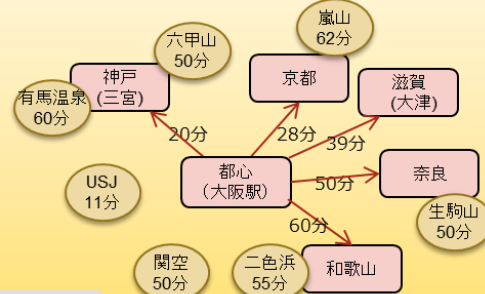 嵐山
62分
六甲山
50分
神戸
(三宮)
京都
滋賀
(大津)
有馬温泉
60分
20分
28分
39分
都心
(大阪駅)
50分
奈良
USJ
11分
生駒山
50分
60分
関空
50分
二色浜
55分
和歌山